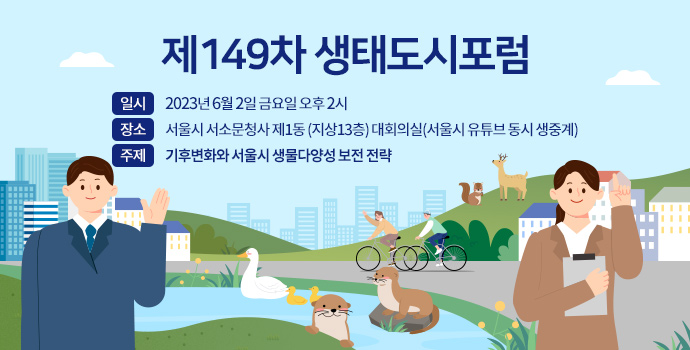 제149차 생태도시포럼
일시 2023년 6월 2일 금요일 오후 2시
장소 서울시 서소문청사 제1동 (지상13층) 대회의실(서울시 유튜브 동시 생중계)
주제 기후변화와 서울시 생물다양성 보전 전략